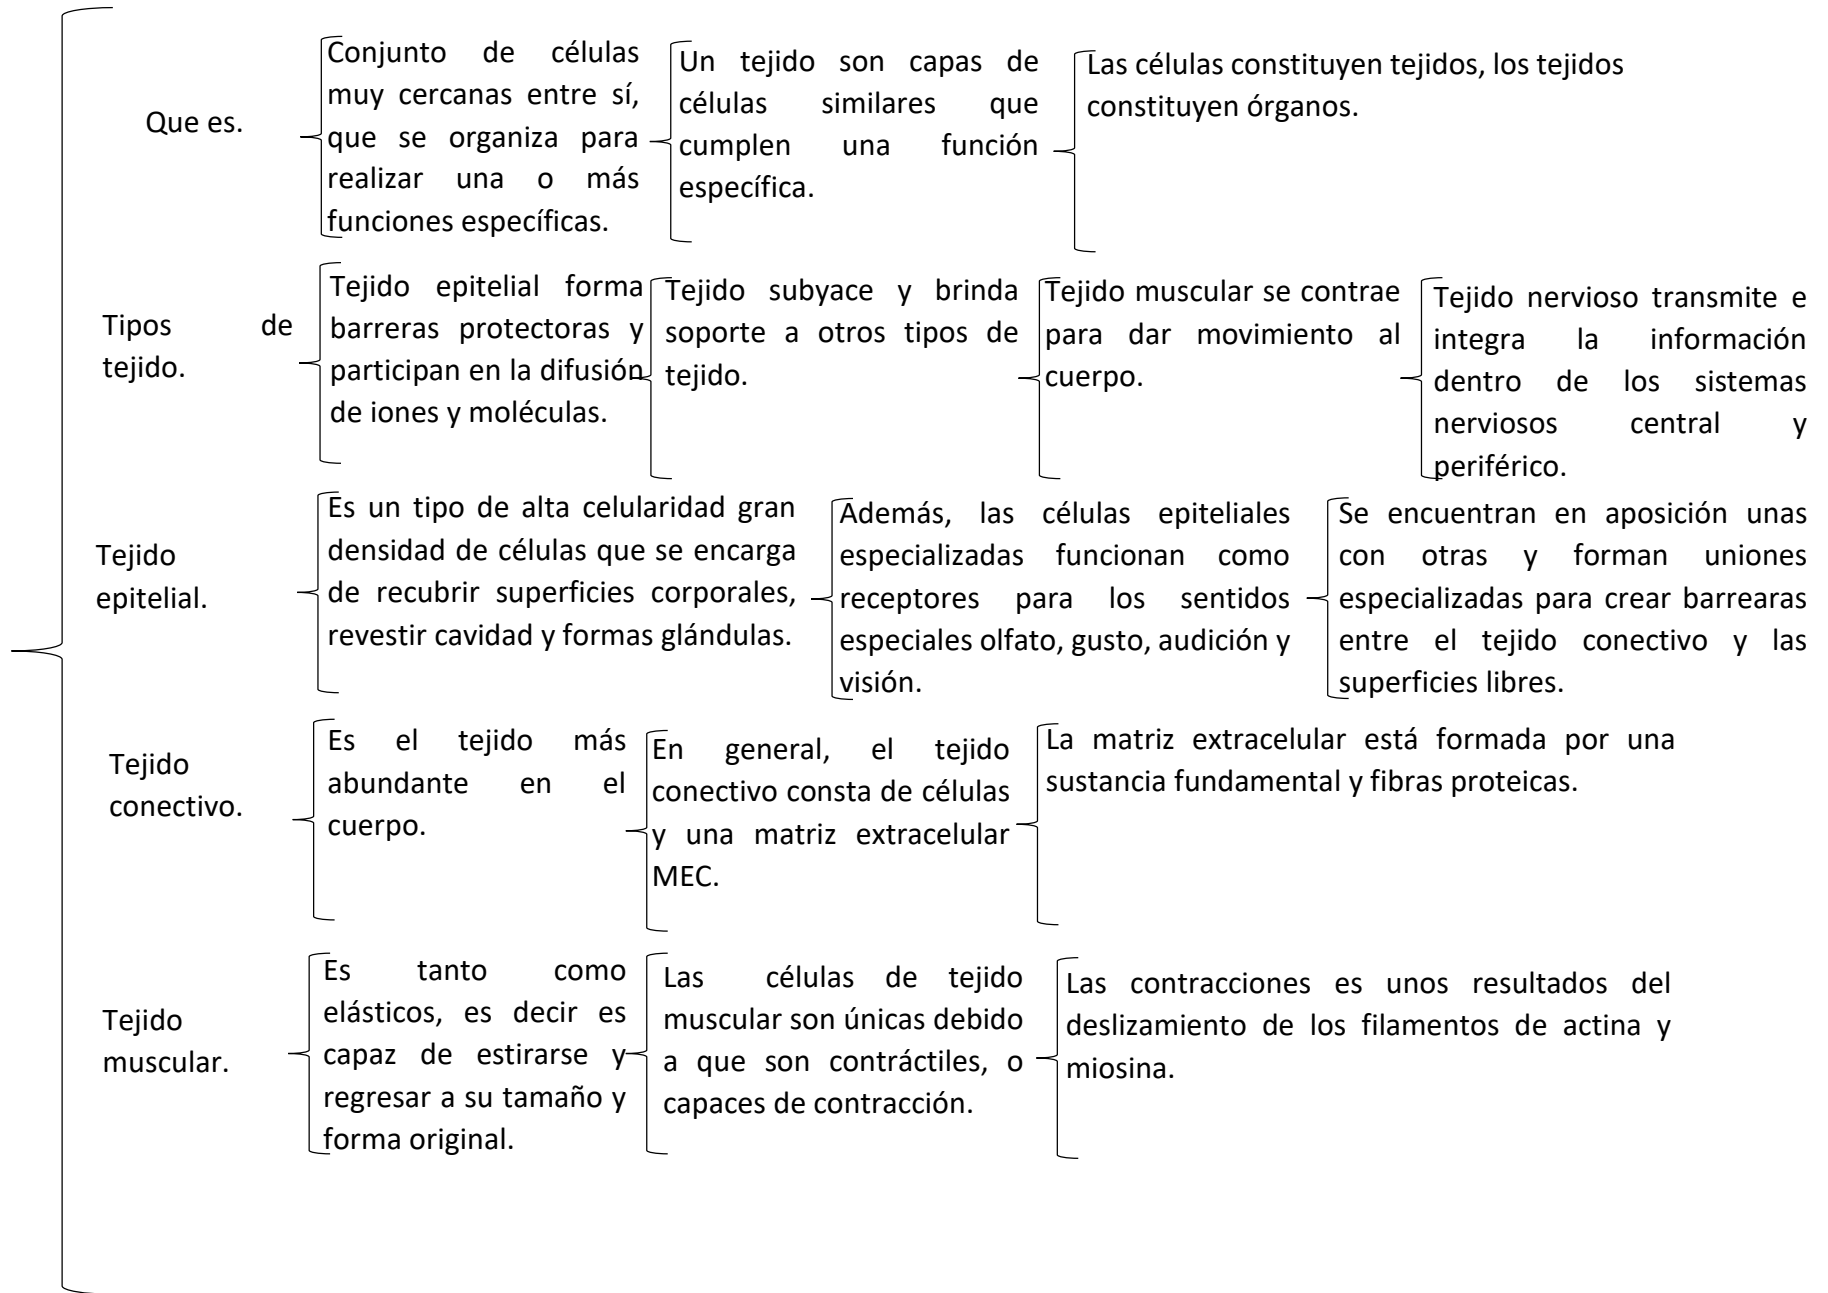 Que es.
Conjunto de células
muy cercanas entre sí,
que se organiza para
realizar una o más
funciones específicas.
Un tejido son capas de
células similares que
cumplen una función
específica.
Las células constituyen tejidos, los tejidos
constituyen órganos.
Tipos de
tejido.
Tejido epitelial forma
barreras protectoras y
participan en la difusión
de iones y moléculas.
Tejido subyace y brinda
soporte a otros tipos de
tejido.
Tejido muscular se contrae
para dar movimiento al
cuerpo.
Tejido nervioso transmite e
integra la información
dentro de los sistemas
nerviosos central y
periférico.
Tejido
epitelial.
Es un tipo de alta celularidad gran
densidad de células que se encarga
de recubrir superficies corporales,
revestir cavidad y formas glándulas.
Además, las células epiteliales
especializadas funcionan como
receptores para los sentidos
especiales olfato, gusto, audición y
visión.
Se encuentran en aposición unas
con otras y forman uniones
especializadas para crear barrearas
entre el tejido conectivo y las
superficies libres.
Tejido
conectivo.
Es el tejido más
abundante en el
cuerpo.
En general, el tejido
conectivo consta de células
y una matriz extracelular
MEC.
La matriz extracelular está formada por una
sustancia fundamental y fibras proteicas.
Tejido
muscular.
Es tanto como
elásticos, es decir es
capaz de estirarse y
regresar a su tamaño y
forma original.
Las células de tejido
muscular son únicas debido
a que son contráctiles, o
capaces de contracción.
Las contracciones es unos resultados del
deslizamiento de los filamentos de actina y
miosina.